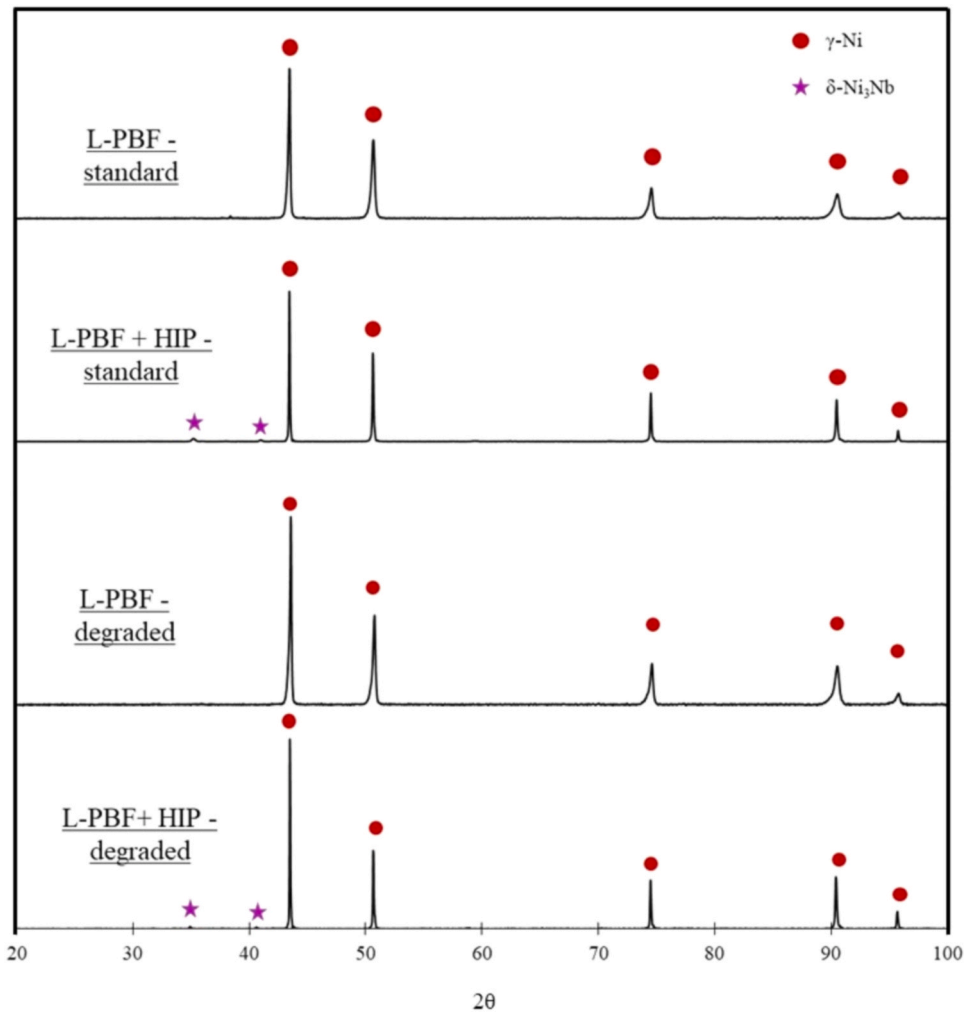 γ-Ni
δ-Ni₃Nb
L-PBF -
standard
L-PBF + HIP -
standard
L-PBF -
degraded
L-PBF+ HIP -
degraded
20 30 40 50 60 70 80 90 100
2θ